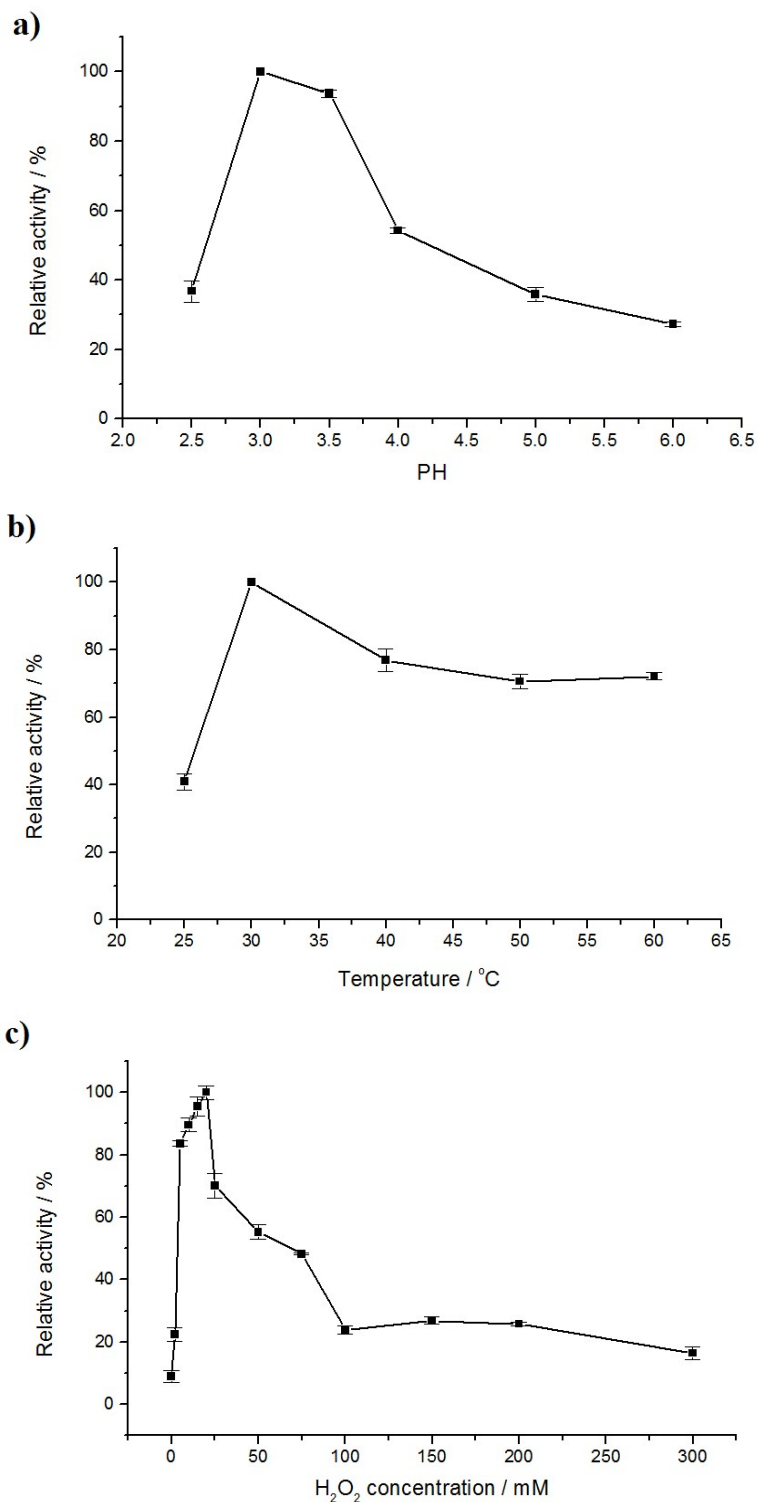 a)
100
80
60
40
20
0
Relative activity / %
2.0 2.5 3.0 3.5 4.0 4.5 5.0 5.5 6.0 6.5
PH
b)
100
80
60
40
20
0
Relative activity / %
20 25 30 35 40 45 50 55 60 65
Temperature / °C
c)
100
80
60
40
20
0
Relative activity / %
0 50 100 150 200 250 300
H₂O₂ concentration / mM